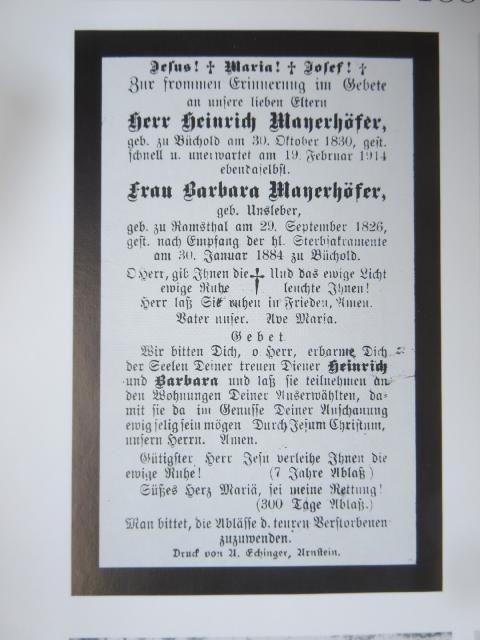 Jesus! † Maria! † Josef! †
Zur frommen Erinnerung im Gebete
an unsere lieben Eltern
Herr Heinrich Mayerhöfer,
geb. zu Büchold am 30. Oktober 1830, gest.
schnell u. unerwartet am 19. Februar 1914
ebendaselbst.
Frau Barbara Mayerhöfer,
geb. Unsleber,
geb. zu Ramsthal am 29. September 1826,
gest. nach Empfang der hl. Sterbsakramente
am 30. Januar 1884 zu Büchold.
O Herr, gib Ihnen die † Und das ewige Licht
ewige Ruhe leuchte Ihnen!
Herr laß Sie ruhen in Frieden, Amen.
Vater unser. Ave Maria.
Gebet
Wir bitten Dich, o Herr, erbarme Dich
der Seelen Deiner treuen Diener Heinrich
und Barbara und laß sie teilnehmen an
den Wohnungen Deiner Auserwählten, da-
mit sie da im Genusse Deiner Anschauung
ewig selig sein mögen Durch Jesum Christum,
unsern Herrn. Amen.
Gütigster Herr Jesu verleihe Ihnen die
ewige Ruhe! (7 Jahre Ablaß)
Süßes Herz Mariä, sei meine Rettung!
(300 Tage Ablaß.)
Man bittet, die Ablässe d. teuren Verstorbenen
zuzuwenden.
Druck von A. Echinger, Arnstein.